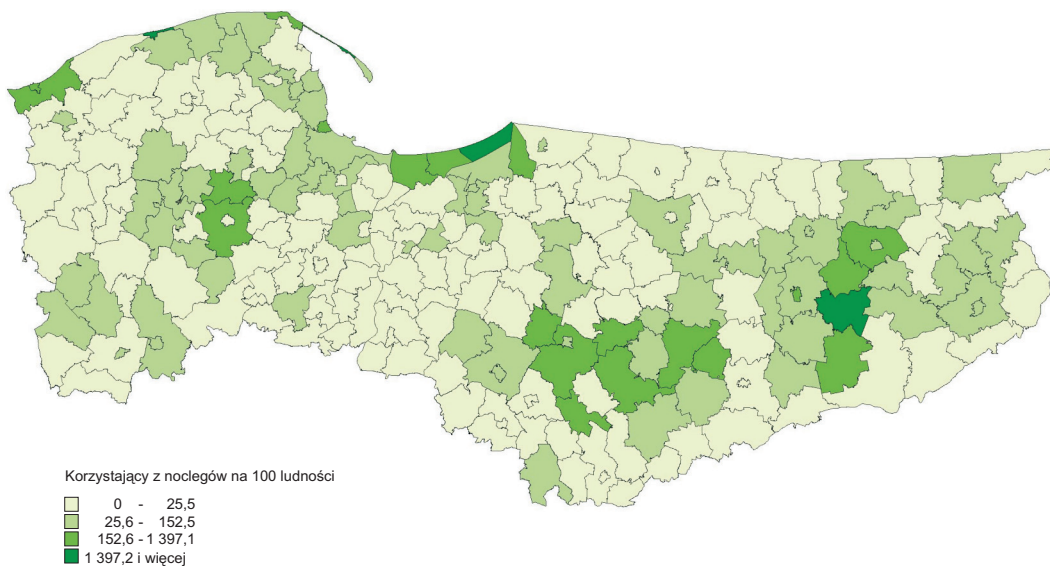 Korzystający z noclegów na 100 ludności
0 - 25,5
25,6 - 152,5
152,6 - 1 397,1
1 397,2 i więcej